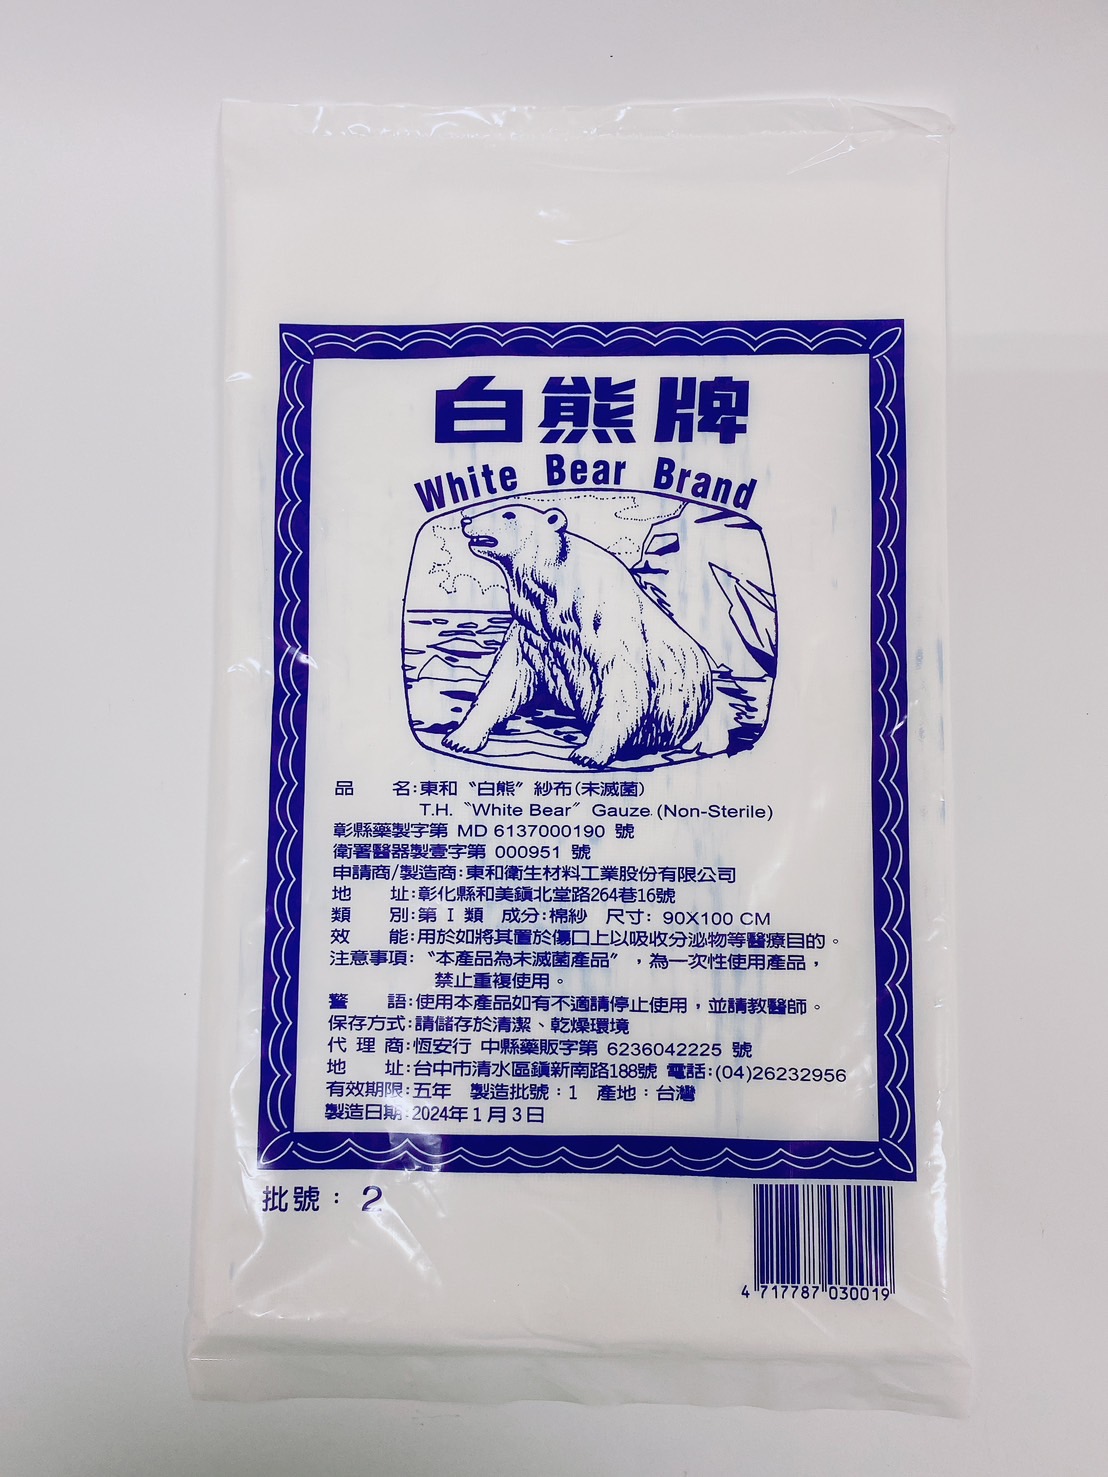 白熊牌
White Bear Brand
品　　名:東和〝白熊〞紗布(未滅菌)
T.H.〝White Bear〞Gauze.(Non-Sterile)
彰縣藥製字第 MD 6137000190 號
衛署醫器製壹字第 000951 號
申請商/製造商:東和衛生材料工業股份有限公司
地　　址:彰化縣和美鎮北堂路264巷16號
類　　別:第 I 類　成分:棉紗　尺寸: 90X100 CM
效　　能:用於如將其置於傷口上以吸收分泌物等醫療目的。
注意事項:〝本產品為未滅菌產品〞，為一次性使用產品，
禁止重複使用。
警　　語:使用本產品如有不適請停止使用，並請教醫師。
保存方式:請儲存於清潔、乾燥環境
代 理 商:恆安行 中縣藥販字第 6236042225 號
地　　址:台中市清水區鎮新南路188號 電話:(04)26232956
有效期限:五年　製造批號：1　產地：台灣
製造日期:2024年1月3日
批號：2
4 717787 030019